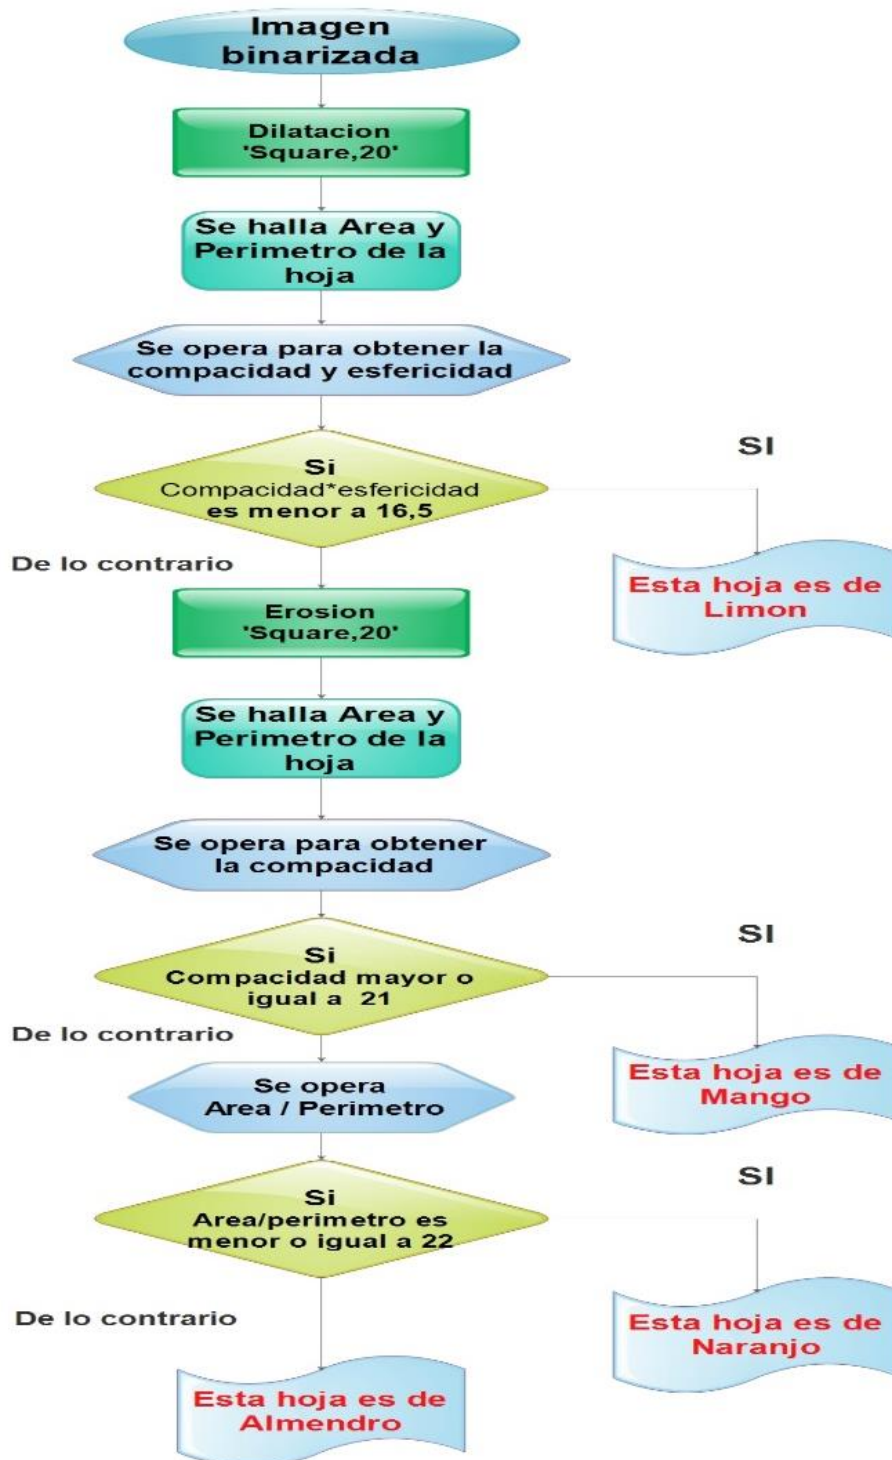 Imagen
binarizada
Dilatacion
'Square,20'
Se halla Area y
Perimetro de la
hoja
Se opera para obtener la
compacidad y esfericidad
Si
Compacidad*esfericidad
es menor a 16,5
SI
Esta hoja es de
Limon
De lo contrario
Erosion
'Square,20'
Se halla Area y
Perimetro de la
hoja
Se opera para obtener
la compacidad
Si
Compacidad mayor o
igual a 21
SI
Esta hoja es de
Mango
De lo contrario
Se opera
Area / Perimetro
Si
Area/perimetro es
menor o igual a 22
SI
Esta hoja es de
Naranjo
De lo contrario
Esta hoja es de
Almendro